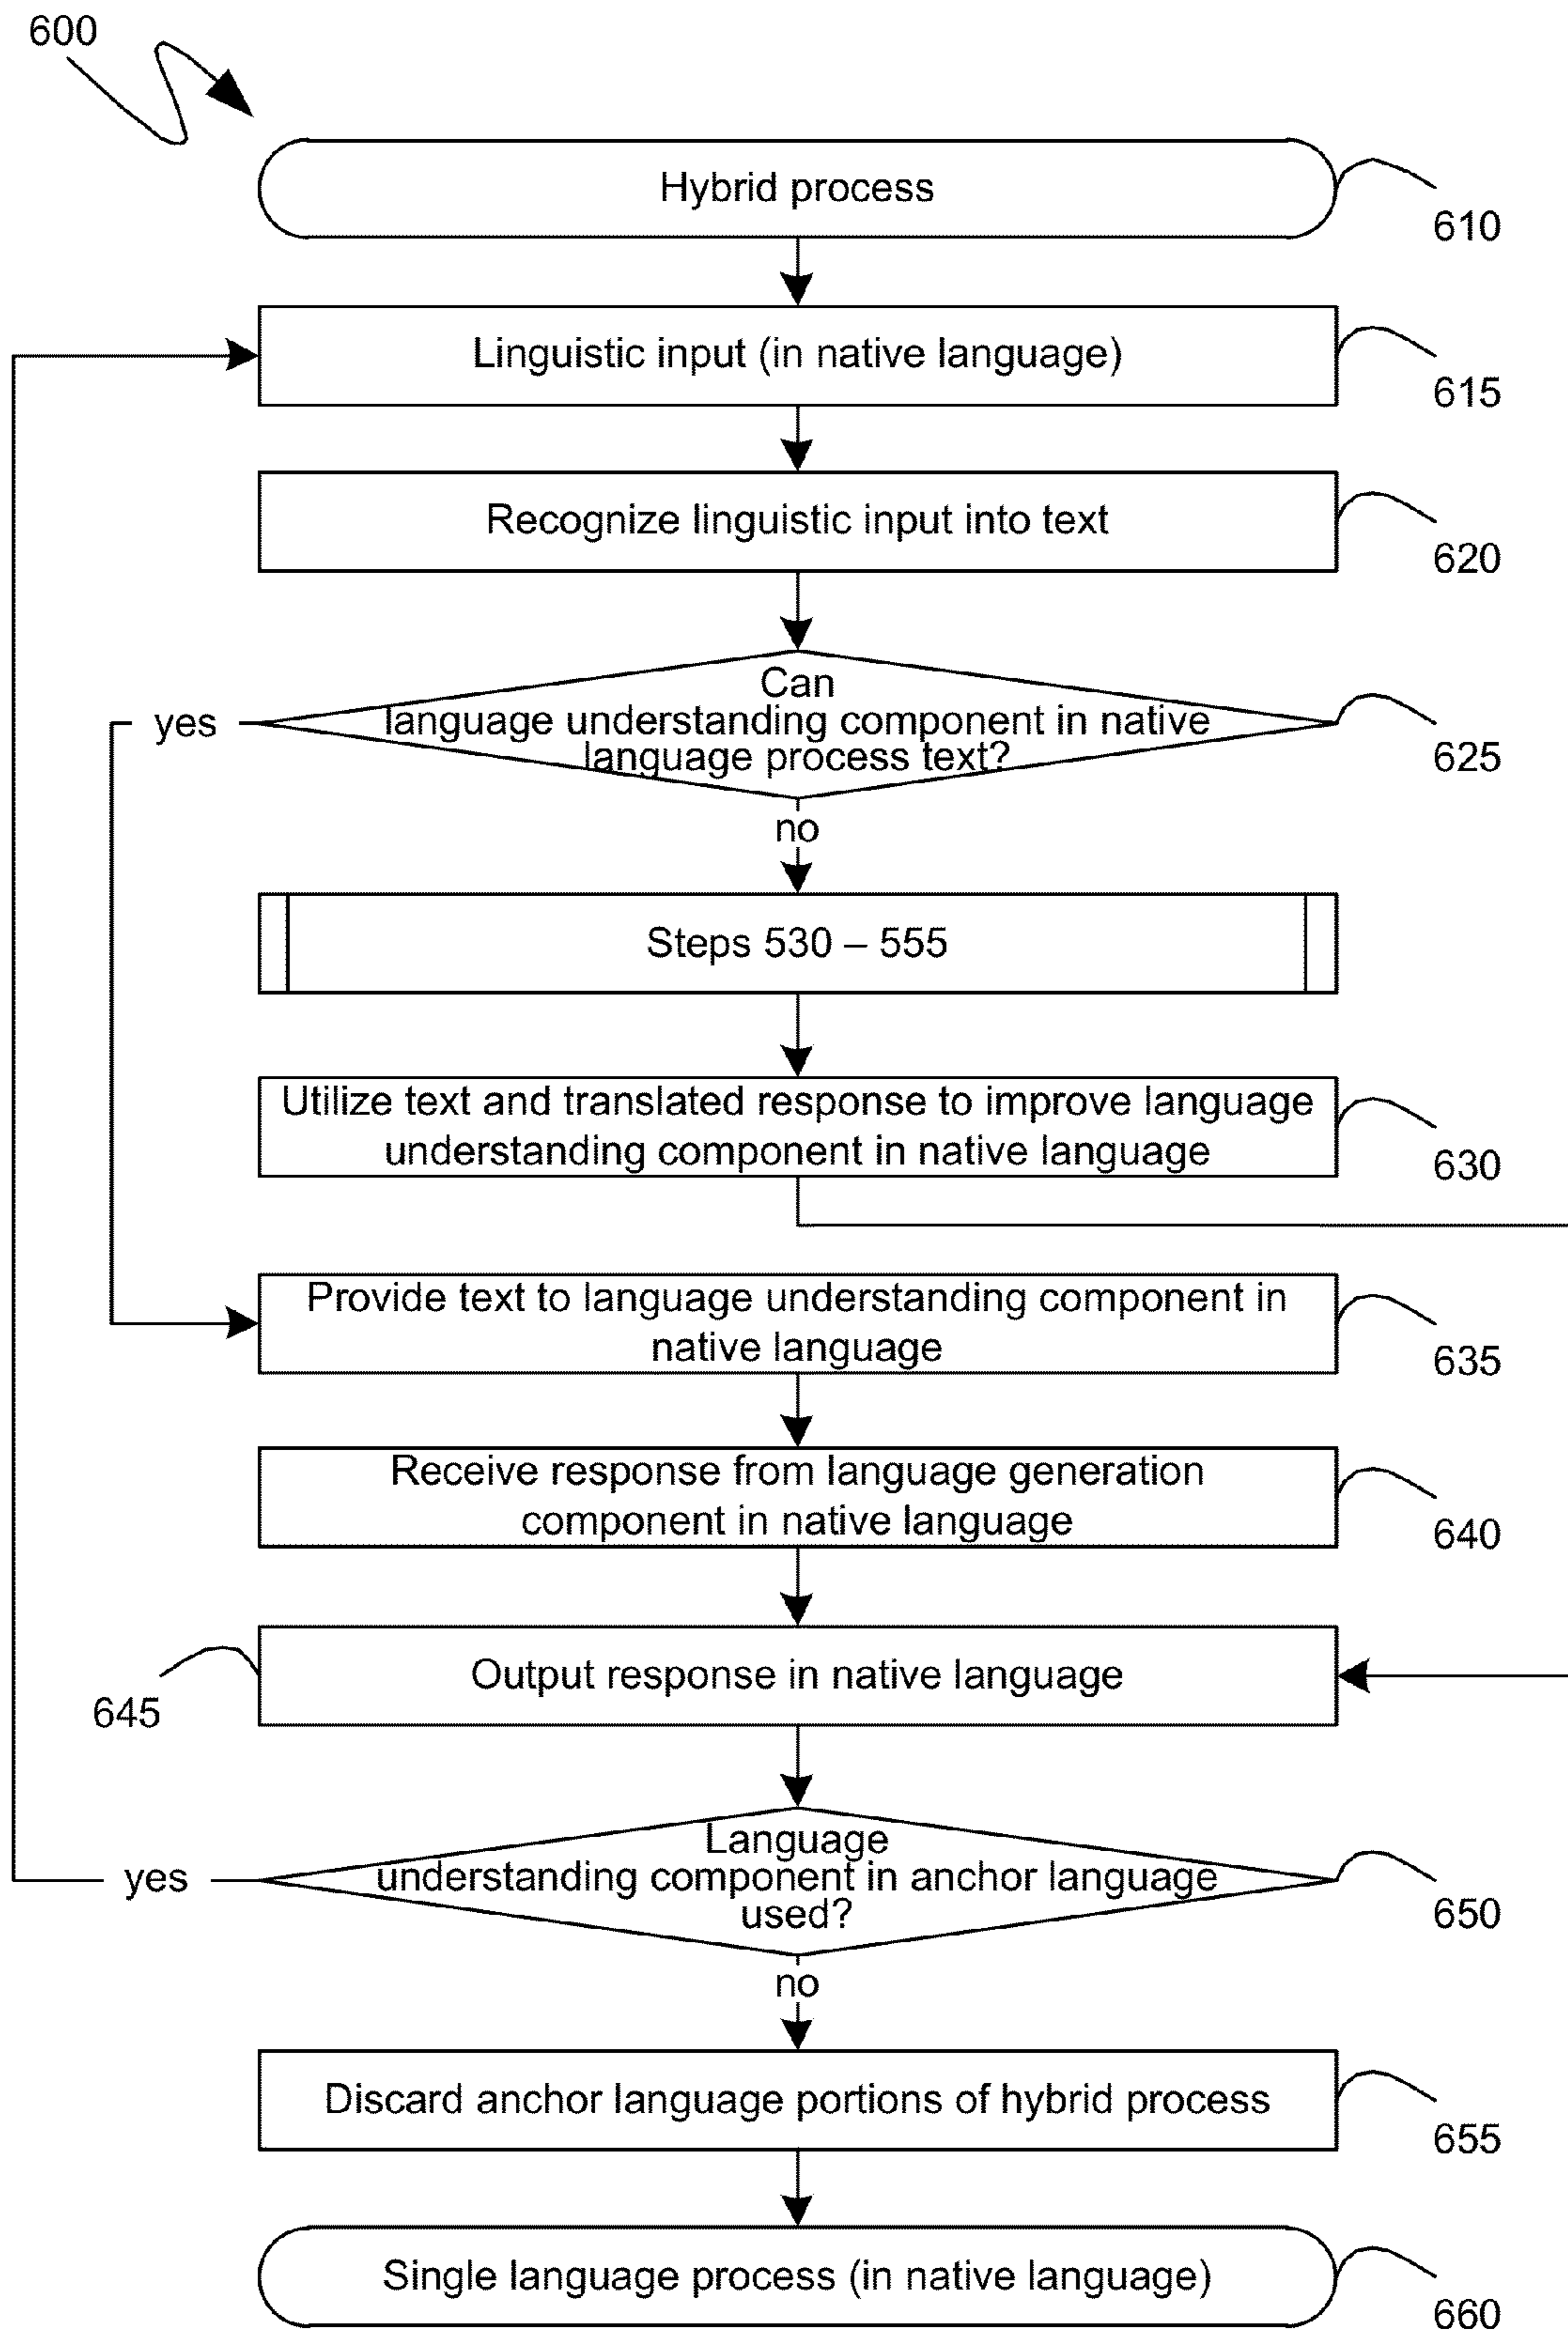 600
Hybrid process
610
Linguistic input (in native language)
615
Recognize linguistic input into text
620
Can
language understanding component in native
language process text?
yes
625
no
Steps 530 – 555
Utilize text and translated response to improve language
understanding component in native language
630
Provide text to language understanding component in
native language
635
Receive response from language generation
component in native language
640
Output response in native language
645
Language
understanding component in anchor language
used?
yes
650
no
Discard anchor language portions of hybrid process
655
Single language process (in native language)
660